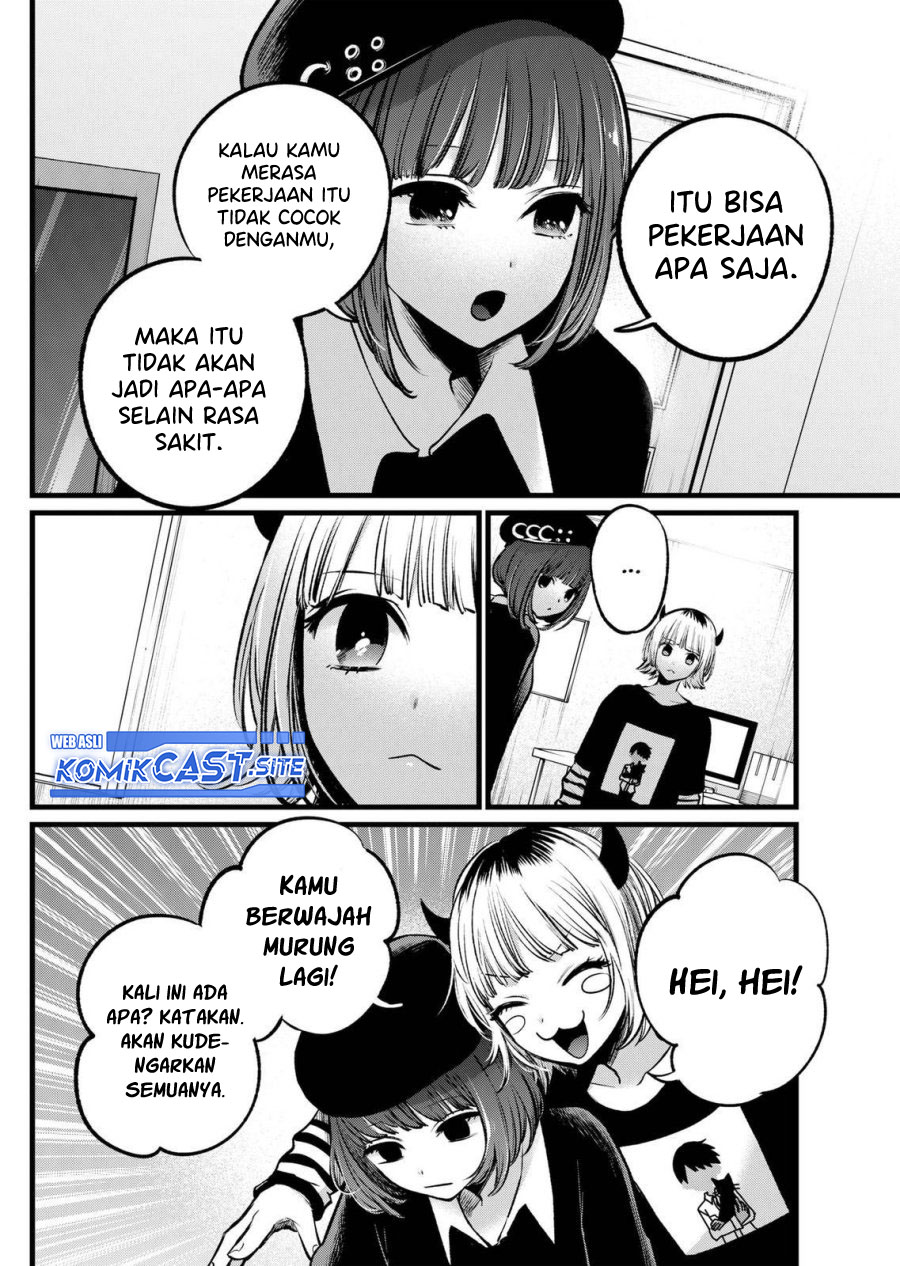 ITU BISA
PEKERJAAN
APA SAJA.
KALAU KAMU
MERASA
PEKERJAAN ITU
TIDAK COCOK
DENGANMU,
MAKA ITU
TIDAK AKAN
JADI APA-APA
SELAIN RASA
SAKIT.
...
WEB ASLI
KOMIKCAST.SITE
HEI, HEI!
KAMU
BERWAJAH
MURUNG
LAGI!
KALI INI ADA
APA? KATAKAN.
AKAN KUDE-
NGARKAN
SEMUANYA.